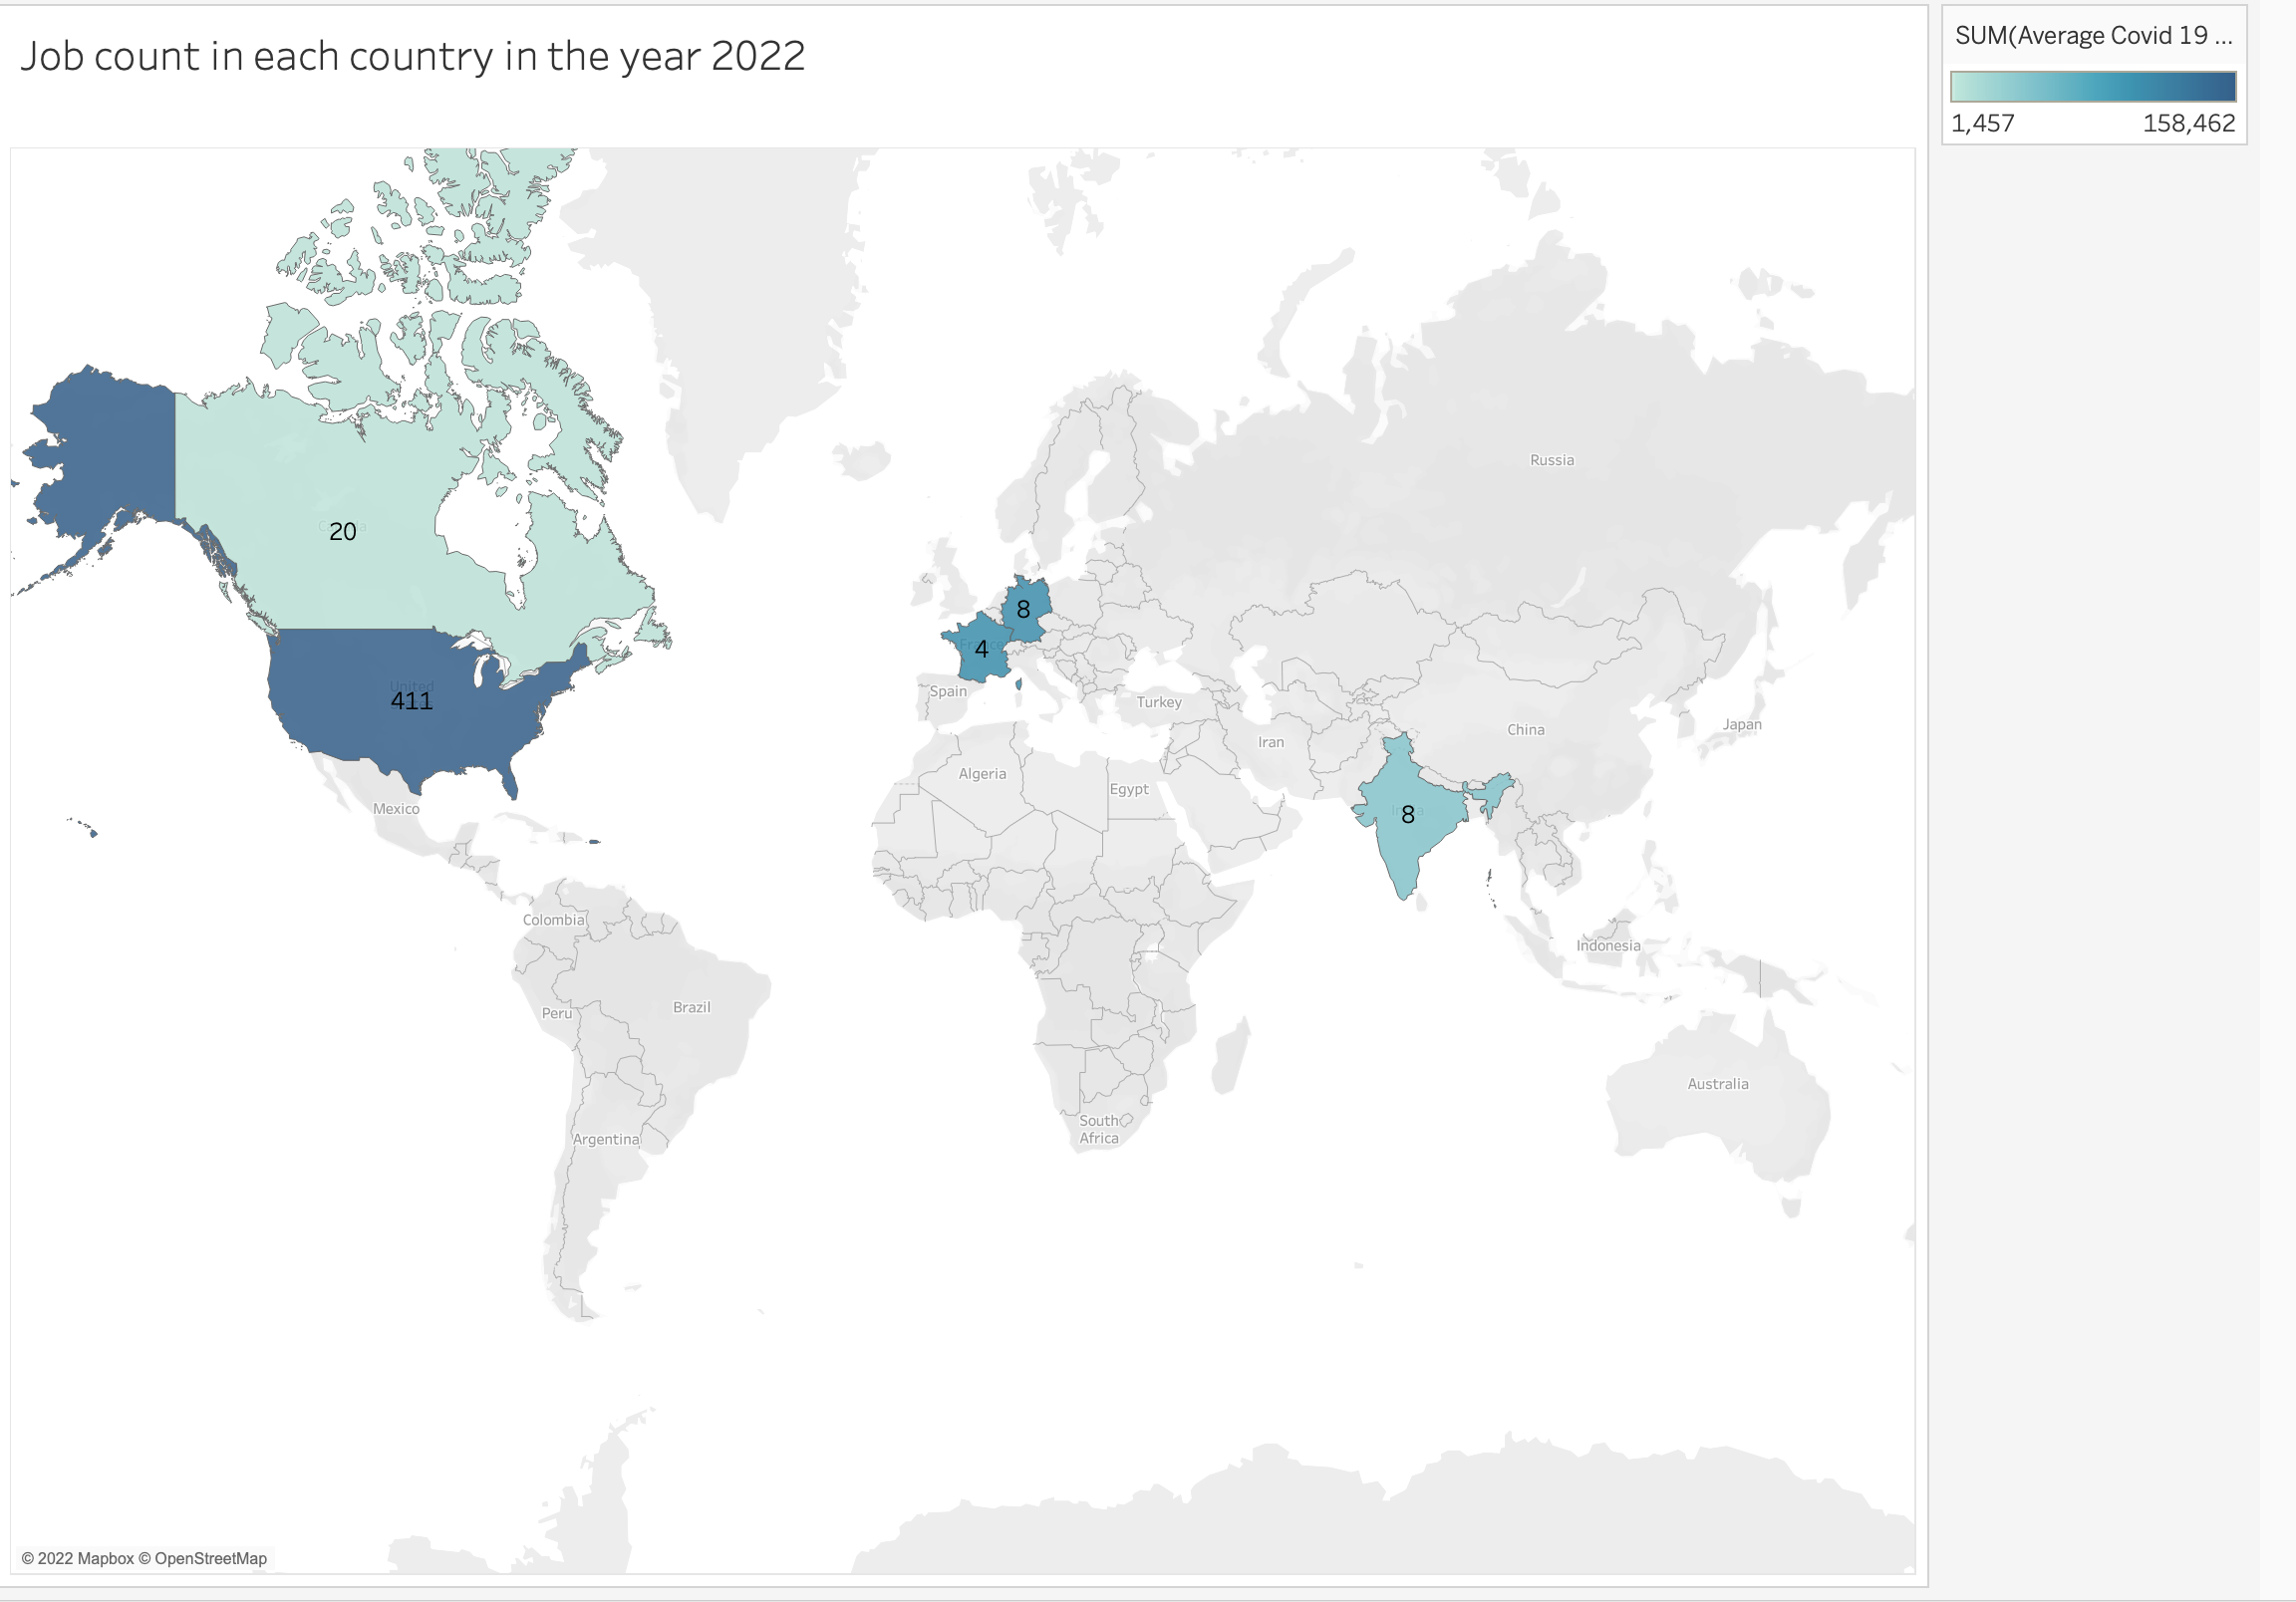 Job count in each country in the year 2022
SUM(Average Covid 19 ...
1,457 158,462
20
8
4
United
411
8
Russia
Spain
Turkey
Iran
China
Japan
Algeria
Egypt
Mexico
Colombia
Indonesia
Peru
Brazil
Australia
South
Africa
Argentina
© 2022 Mapbox © OpenStreetMap